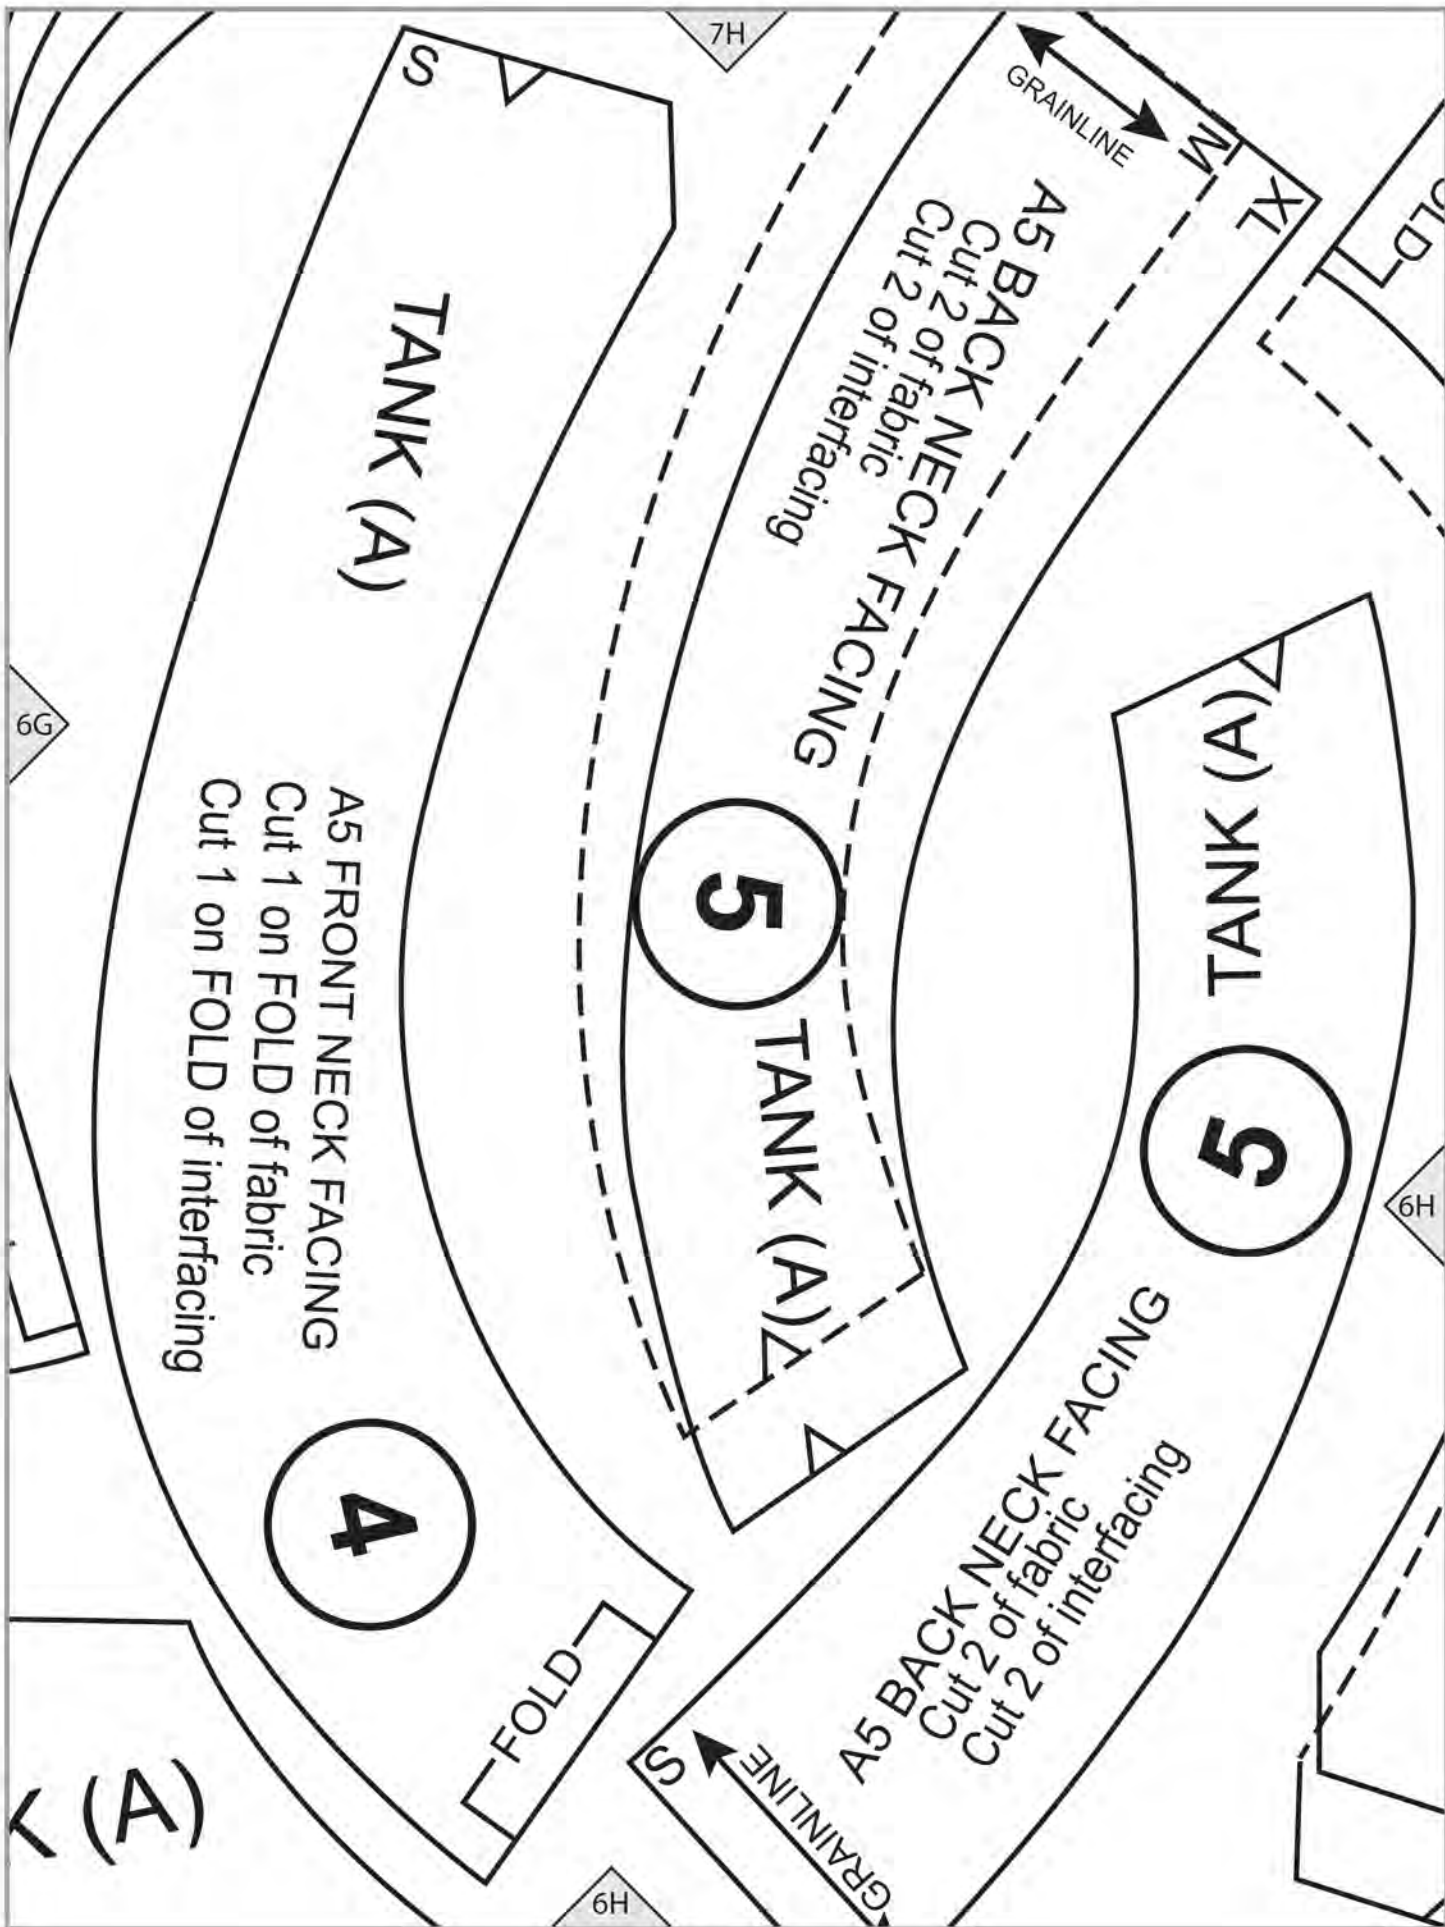 7H
S
TANK (A)
A5 FRONT NECK FACING
Cut 1 on FOLD of fabric
Cut 1 on FOLD of interfacing
4
FOLD
GRAINLINE
M
XL
A5 BACK NECK FACING
Cut 2 of fabric
Cut 2 of interfacing
5
TANK (A)
OLD
TANK (A)
5
A5 BACK NECK FACING
Cut 2 of fabric
Cut 2 of interfacing
S
GRAINLINE
6G
6H
K (A)
6H